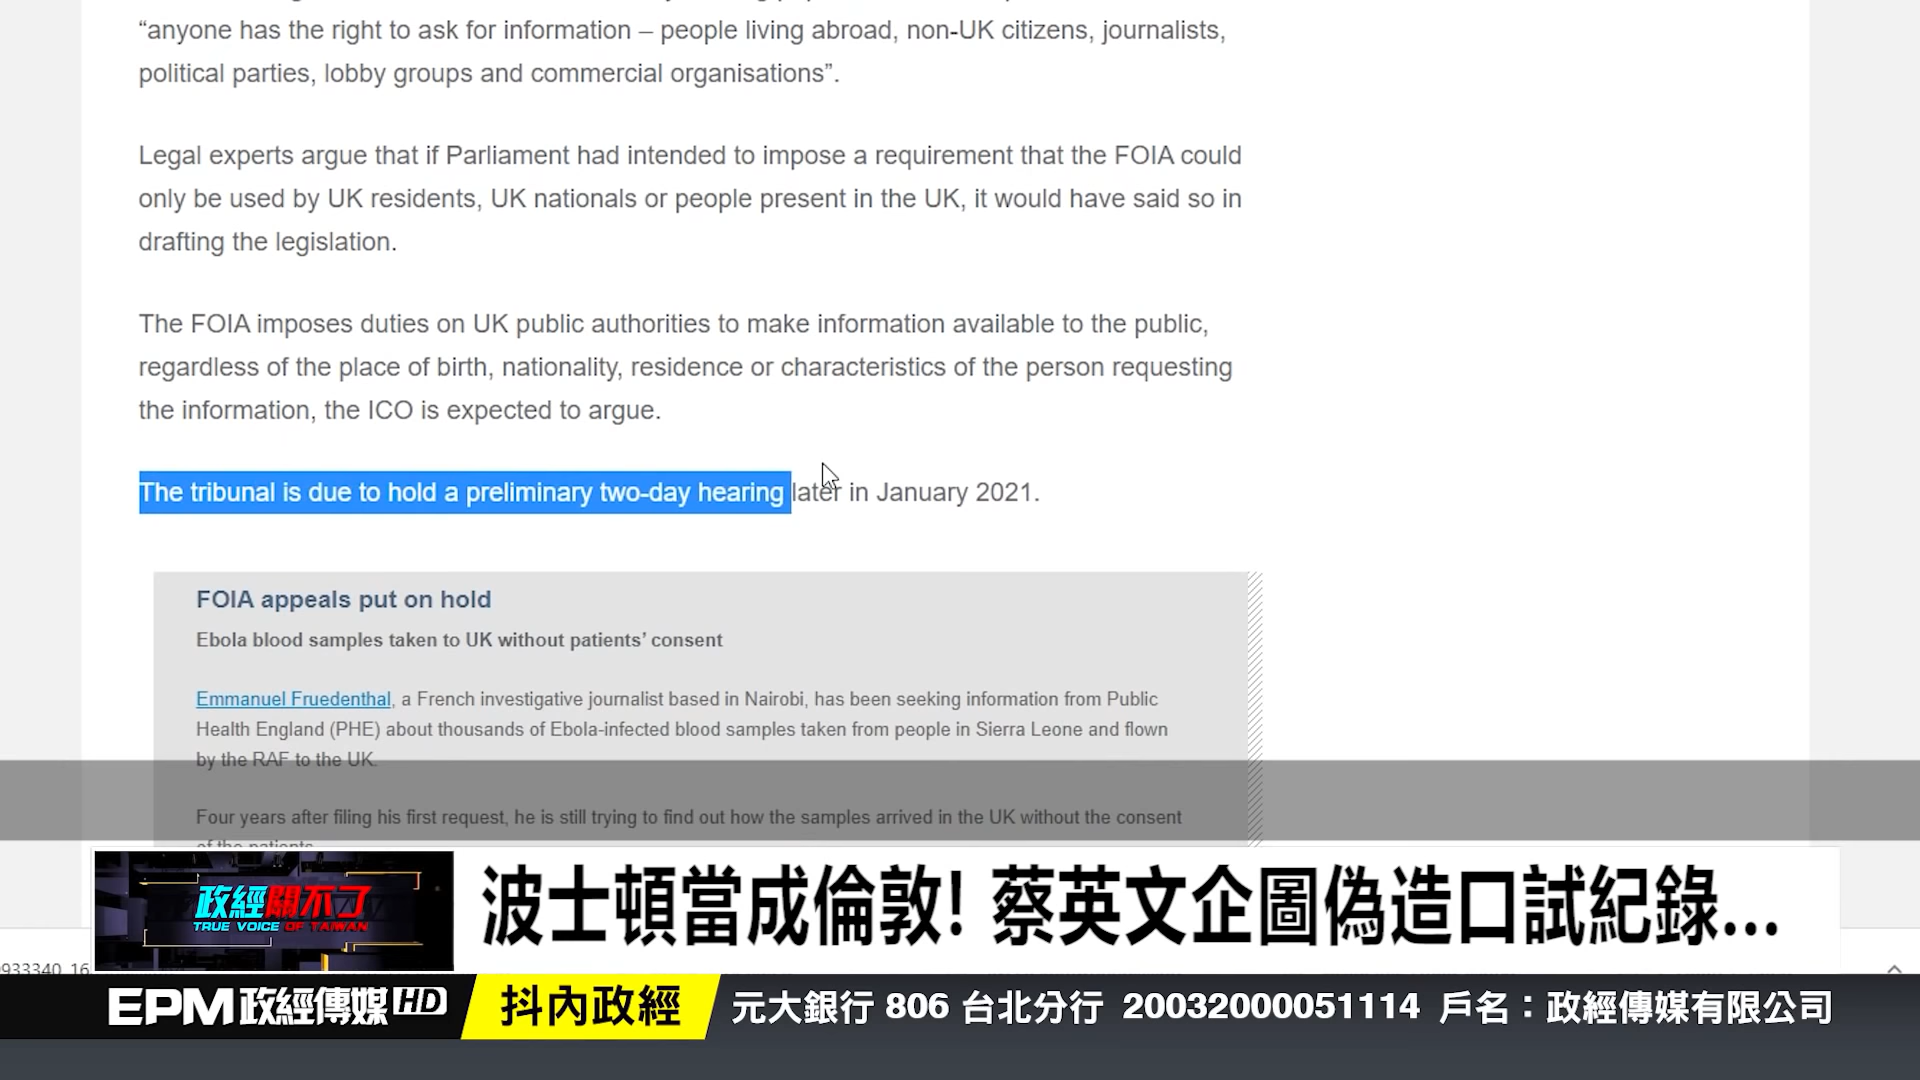 “anyone has the right to ask for information – people living abroad, non-UK citizens, journalists,
political parties, lobby groups and commercial organisations”.
Legal experts argue that if Parliament had intended to impose a requirement that the FOIA could
only be used by UK residents, UK nationals or people present in the UK, it would have said so in
drafting the legislation.
The FOIA imposes duties on UK public authorities to make information available to the public,
regardless of the place of birth, nationality, residence or characteristics of the person requesting
the information, the ICO is expected to argue.
The tribunal is due to hold a preliminary two-day hearing later in January 2021.
FOIA appeals put on hold
Ebola blood samples taken to UK without patients’ consent
Emmanuel Fruedenthal, a French investigative journalist based in Nairobi, has been seeking information from Public
Health England (PHE) about thousands of Ebola-infected blood samples taken from people in Sierra Leone and flown
by the RAF to the UK.
Four years after filing his first request, he is still trying to find out how the samples arrived in the UK without the consent
of the patients
政經關不了
TRUE VOICE OF TAIWAN
波士頓當成倫敦! 蔡英文企圖偽造口試紀錄...
9933340_16
EPM政經傳媒HD
抖內政經
元大銀行 806 台北分行 20032000051114 戶名：政經傳媒有限公司